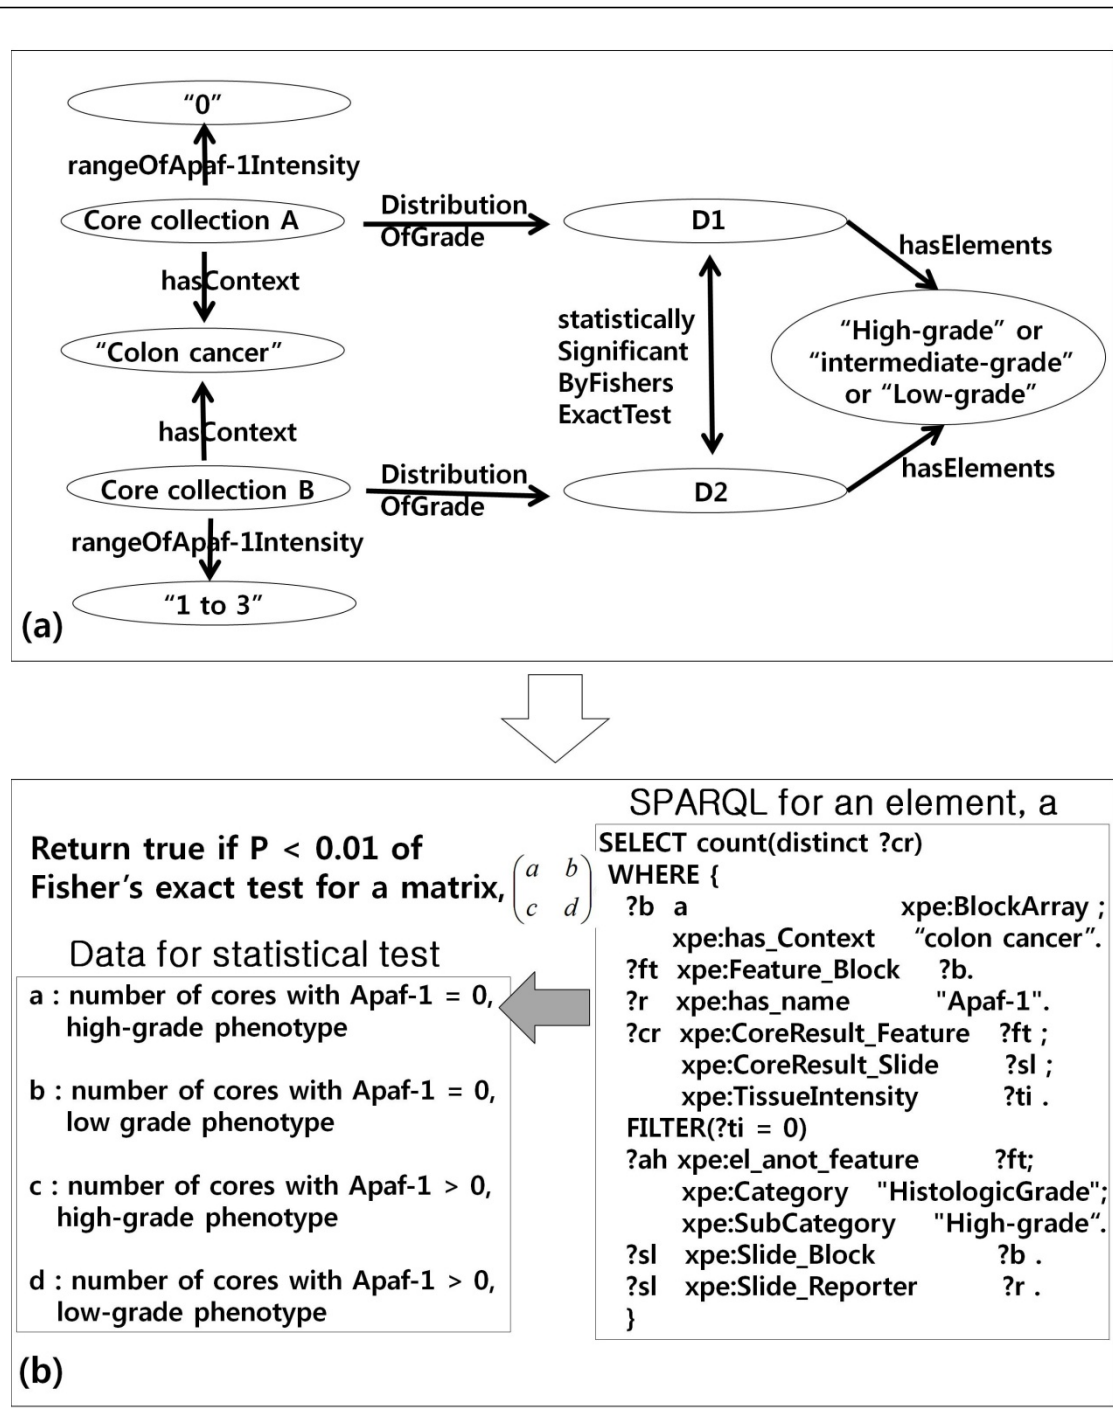 “0”
rangeOfApaf-1Intensity
Core collection A
Distribution
OfGrade
D1
hasElements
hasContext
“Colon cancer”
statistically
Significant
ByFishers
ExactTest
“High-grade” or
“intermediate-grade”
or “Low-grade”
hasContext
Core collection B
Distribution
OfGrade
D2
hasElements
rangeOfApaf-1Intensity
“1 to 3”
(a)
Return true if P < 0.01 of
Fisher’s exact test for a matrix,
a b
c d
Data for statistical test
a : number of cores with Apaf-1 = 0,
high-grade phenotype
b : number of cores with Apaf-1 = 0,
low grade phenotype
c : number of cores with Apaf-1 > 0,
high-grade phenotype
d : number of cores with Apaf-1 > 0,
low-grade phenotype
SPARQL for an element, a
SELECT count(distinct ?cr)
WHERE {
?b a xpe:BlockArray ;
xpe:has_Context “colon cancer”.
?ft xpe:Feature_Block ?b.
?r xpe:has_name "Apaf-1".
?cr xpe:CoreResult_Feature ?ft ;
xpe:CoreResult_Slide ?sl ;
xpe:TissueIntensity ?ti .
FILTER(?ti = 0)
?ah xpe:el_anot_feature ?ft;
xpe:Category "HistologicGrade";
xpe:SubCategory "High-grade“.
?sl xpe:Slide_Block ?b .
?sl xpe:Slide_Reporter ?r .
}
(b)